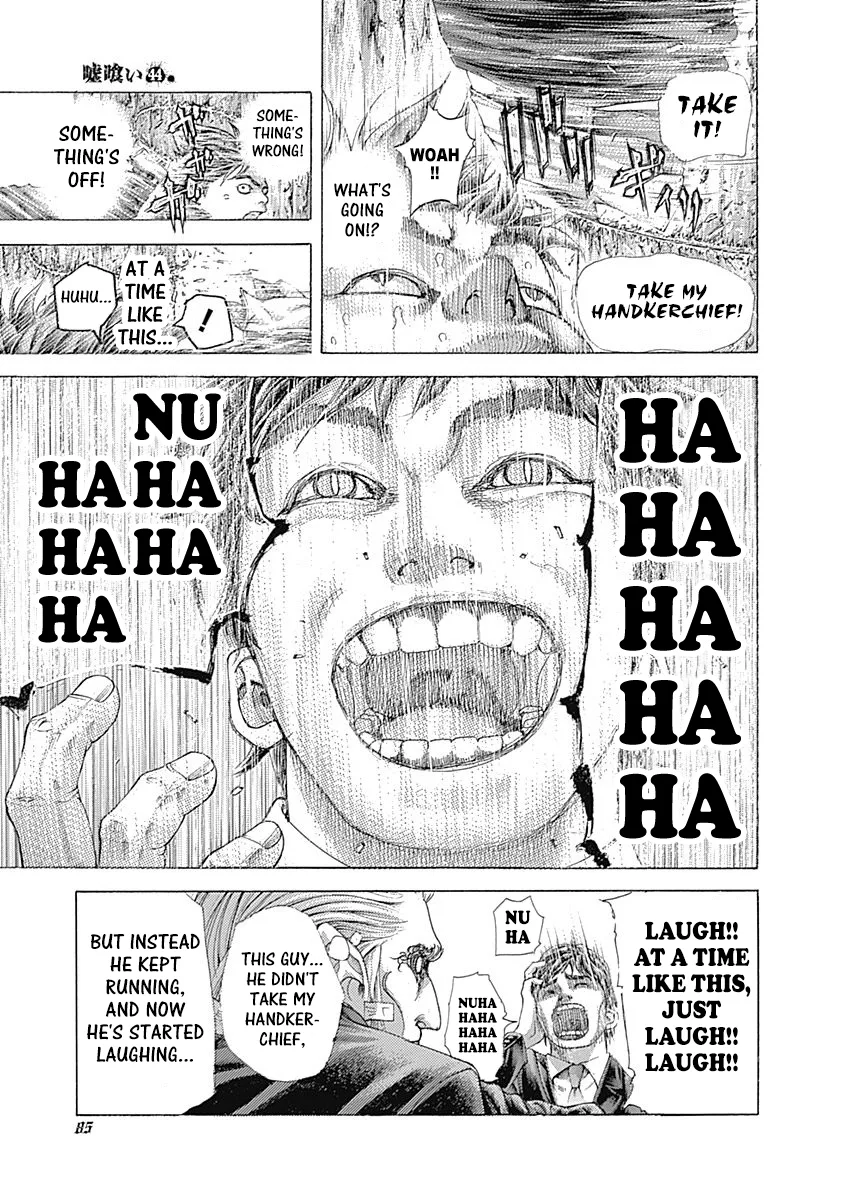 嘘喰い 44
TAKE
IT!
WOAH
!!
WHAT'S
GOING
ON!?
TAKE MY
HANDKERCHIEF!
SOME-
THING'S
WRONG!
SOME-
THING'S
OFF!
!
AT A
TIME
LIKE
THIS...
HUHU...
HA
HA
HA
HA
HA
NU
HA
HA
HA
HA
HA
LAUGH!!
AT A TIME
LIKE THIS,
JUST
LAUGH!!
LAUGH!!
NU
HA
NUHA
HAHA
HAHA
HAHA
THIS GUY...
HE DIDN'T
TAKE MY
HANDKER-
CHIEF,
BUT INSTEAD
HE KEPT
RUNNING,
AND NOW
HE'S STARTED
LAUGHING...
85